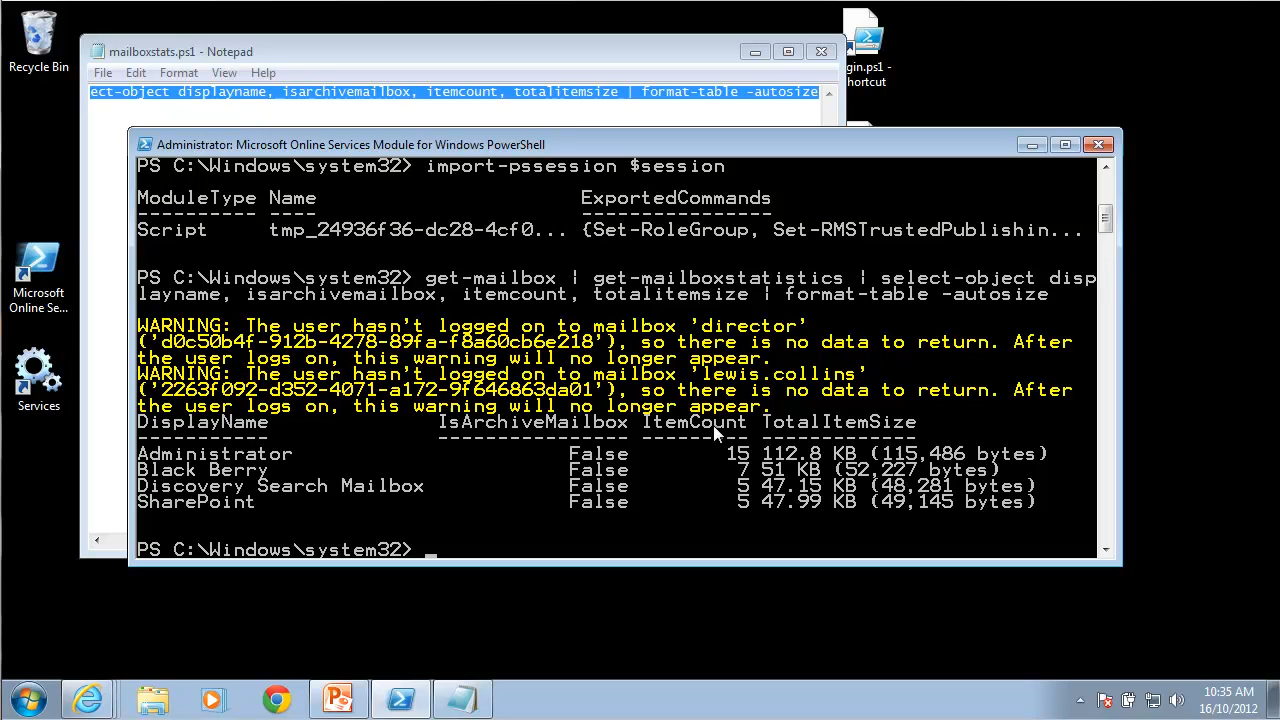 Recycle Bin
mailboxstats.ps1 - Notepad
File Edit Format View Help
ect-object displayname, isarchivemailbox, itemcount, totalitemsize | format-table -autosize
gin.ps1 -
hortcut
Administrator: Microsoft Online Services Module for Windows PowerShell
PS C:\Windows\system32> import-pssession $session
ModuleType Name ExportedCommands
---------- ---- ----------------
Script tmp_24936f30-dc28-4cf0... {Set-RoleGroup, Set-RMSTrustedPublishin...
PS C:\Windows\system32> get-mailbox | get-mailboxstatistics | select-object disp
layname, isarchivemailbox, itemcount, totalitemsize | format-table -autosize
WARNING: The user hasn't logged on to mailbox 'director'
('d0c50b4f-912b-4278-89fa-f8a60cb6e218'), so there is no data to return. After
the user logs on, this warning will no longer appear.
WARNING: The user hasn't logged on to mailbox 'lewis.collins'
('2263f092-d352-4071-a172-9f646863da01'), so there is no data to return. After
the user logs on, this warning will no longer appear.
DisplayName IsArchiveMailbox ItemCount TotalItemSize
----------- ---------------- --------- -------------
Administrator False 15 112.8 KB (115,486 bytes)
Black Berry False 7 51 KB (52,227 bytes)
Discovery Search Mailbox False 5 47.15 KB (48,281 bytes)
SharePoint False 5 47.99 KB (49,145 bytes)
PS C:\Windows\system32>
Microsoft
Online Se...
Services
10:35 AM
16/10/2012